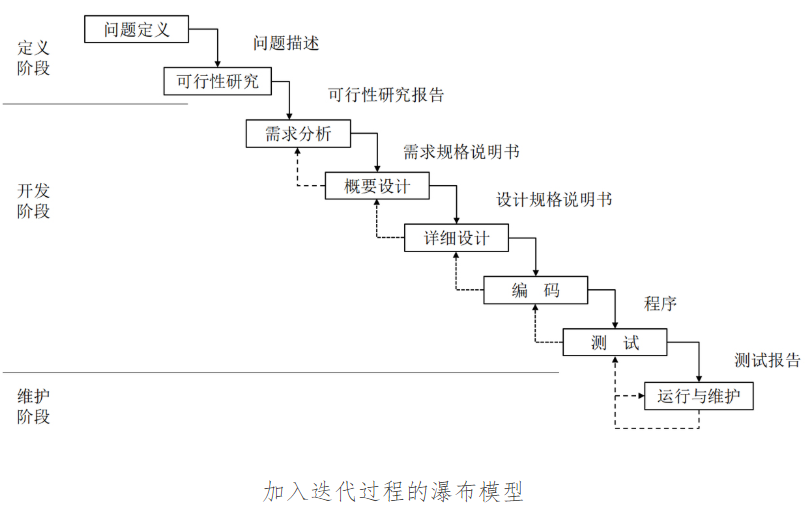 问题定义
定义
阶段
问题描述
可行性研究
可行性研究报告
需求分析
需求规格说明书
开发
阶段
概要设计
设计规格说明书
详细设计
编 码
程序
测 试
测试报告
维护
阶段
运行与维护
加入迭代过程的瀑布模型